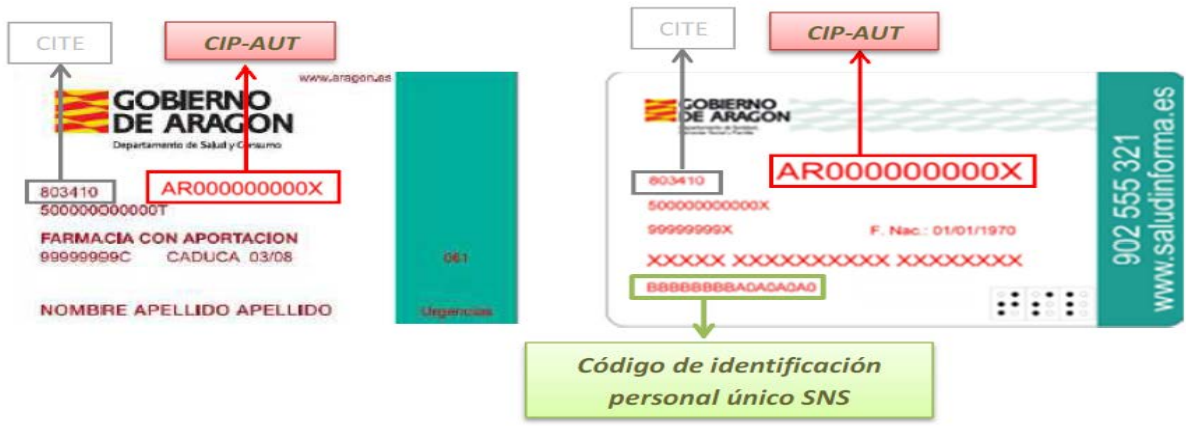 CITE
CIP-AUT
www.aragon.es
GOBIERNO
DE ARAGON
Departamento de Salud y Consumo
803410
AR000000000X
500000000000T
FARMACIA CON APORTACION
99999999C CADUCA 03/08
061
NOMBRE APELLIDO APELLIDO
Urgencias
CITE
CIP-AUT
GOBIERNO
DE ARAGON
803410
AR000000000X
500000000000X
99999999X F. Nac.: 01/01/1970
XXXXX XXXXXXXXXX XXXXXXXX
BBBBBBBBA0A0A0A0
902 555 321
www.saludinforma.es
Código de identificación
personal único SNS